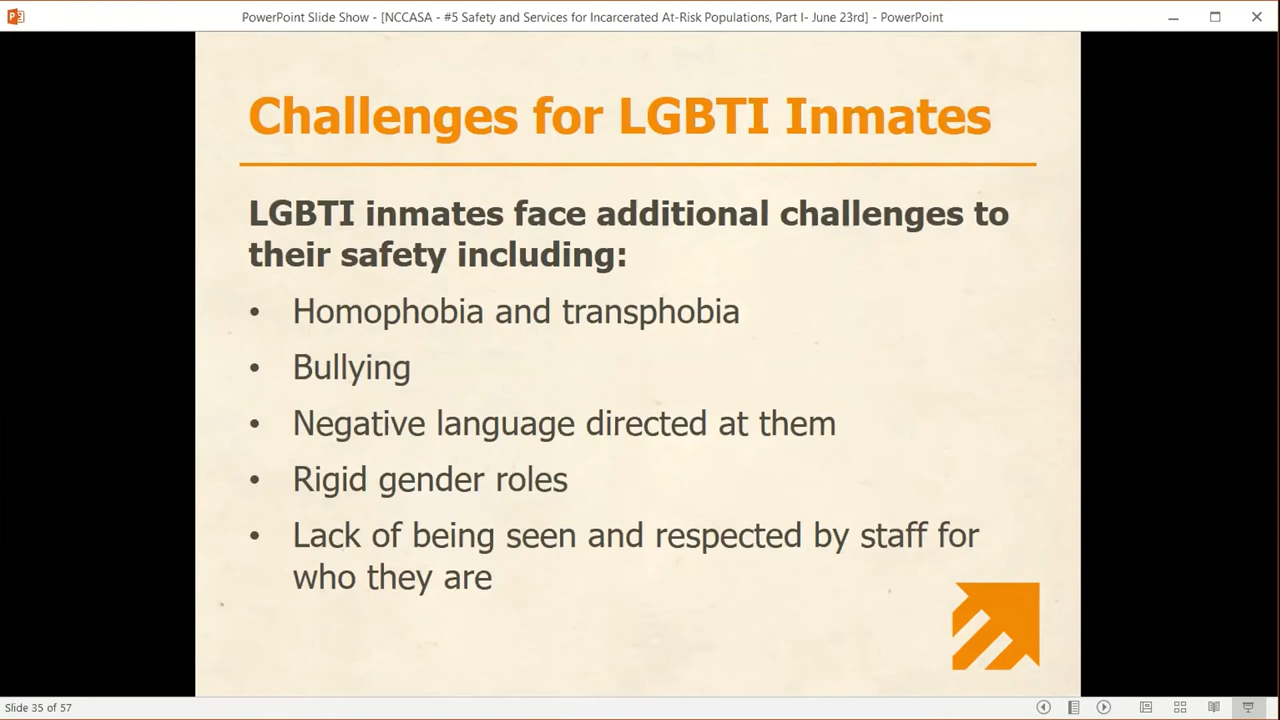 PowerPoint Slide Show - [NCCASA - #5 Safety and Services for Incarcerated At-Risk Populations, Part I- June 23rd] - PowerPoint
Challenges for LGBTI Inmates
LGBTI inmates face additional challenges to
their safety including:
• Homophobia and transphobia
• Bullying
• Negative language directed at them
• Rigid gender roles
• Lack of being seen and respected by staff for
who they are
Slide 35 of 57